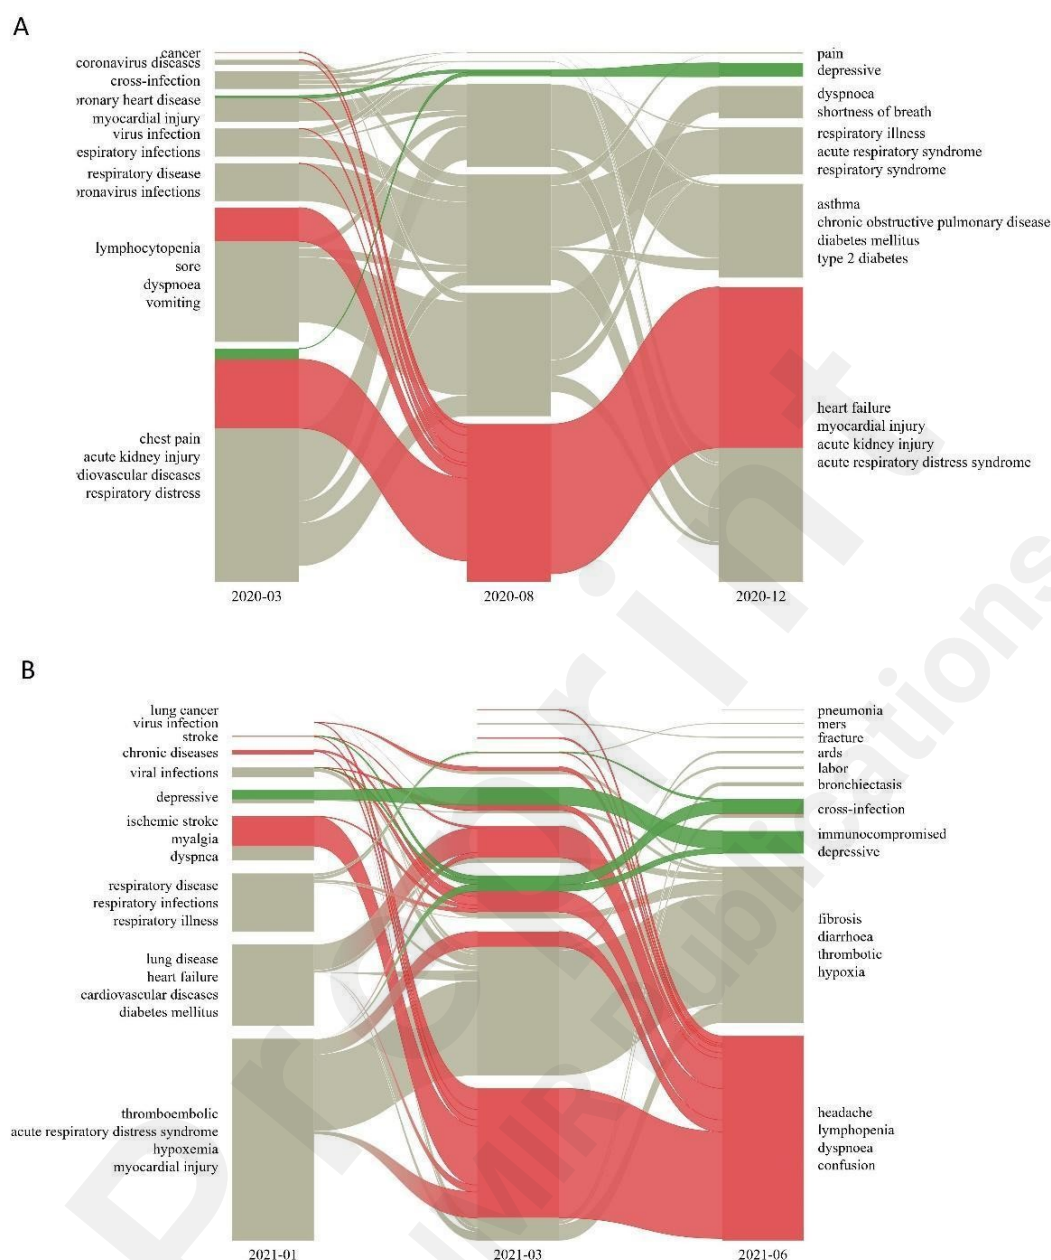 A
cancer
coronavirus diseases
cross-infection
oronary heart disease
myocardial injury
virus infection
espiratory infections
respiratory disease
oronavirus infections
lymphocytopenia
sore
dyspnoea
vomiting
chest pain
acute kidney injury
rdiovascular diseases
respiratory distress
pain
depressive
dyspnoea
shortness of breath
respiratory illness
acute respiratory syndrome
respiratory syndrome
asthma
chronic obstructive pulmonary disease
diabetes mellitus
type 2 diabetes
heart failure
myocardial injury
acute kidney injury
acute respiratory distress syndrome
2020-03
2020-08
2020-12
B
lung cancer
virus infection
stroke
chronic diseases
viral infections
depressive
ischemic stroke
myalgia
dyspnea
respiratory disease
respiratory infections
respiratory illness
lung disease
heart failure
cardiovascular diseases
diabetes mellitus
thromboembolic
acute respiratory distress syndrome
hypoxemia
myocardial injury
pneumonia
mers
fracture
ards
labor
bronchiectasis
cross-infection
immunocompromised
depressive
fibrosis
diarrhoea
thrombotic
hypoxia
headache
lymphopenia
dyspnoea
confusion
2021-01
2021-03
2021-06
Preprint
JMIR Publications